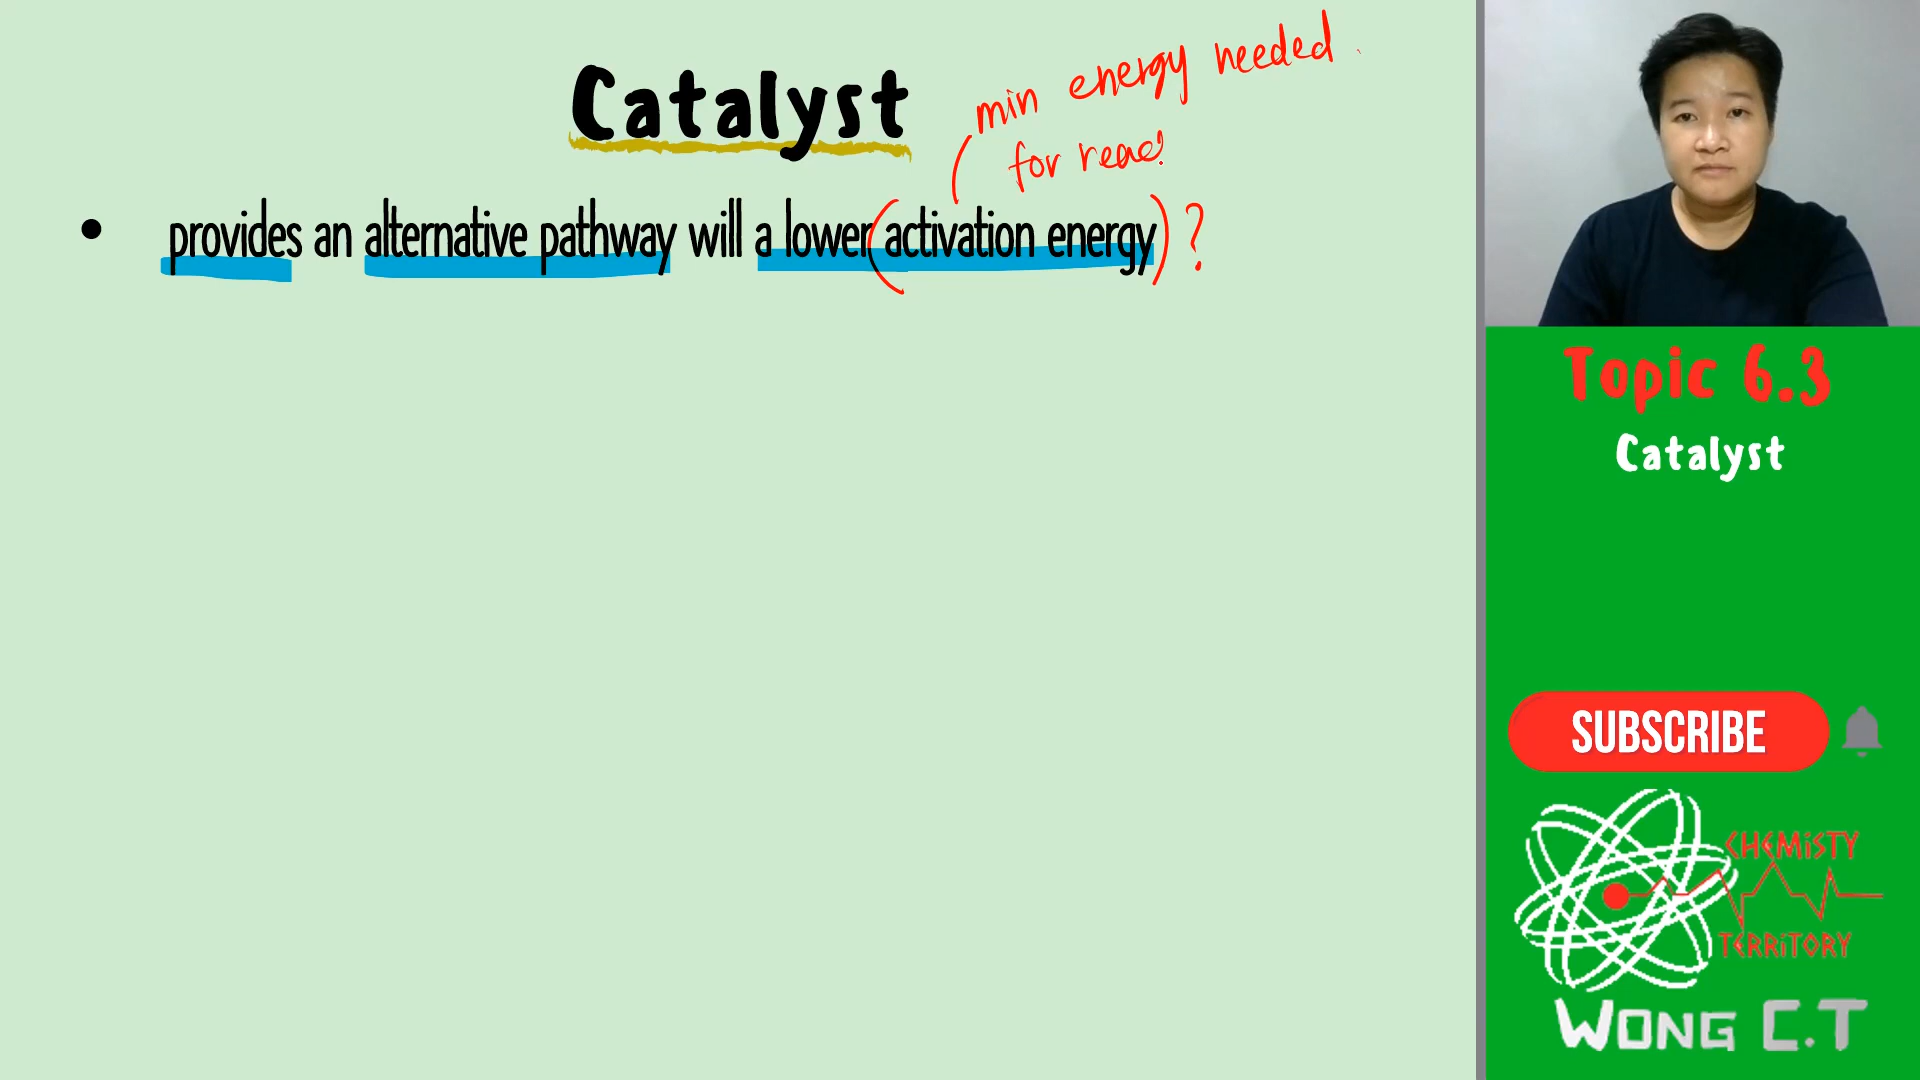 Catalyst
min energy needed
for reac!
• provides an alternative pathway will a lower (activation energy) ?
Topic 6.3
Catalyst
SUBSCRIBE
CHEMiSTY
TERRiTORY
WONG C.T